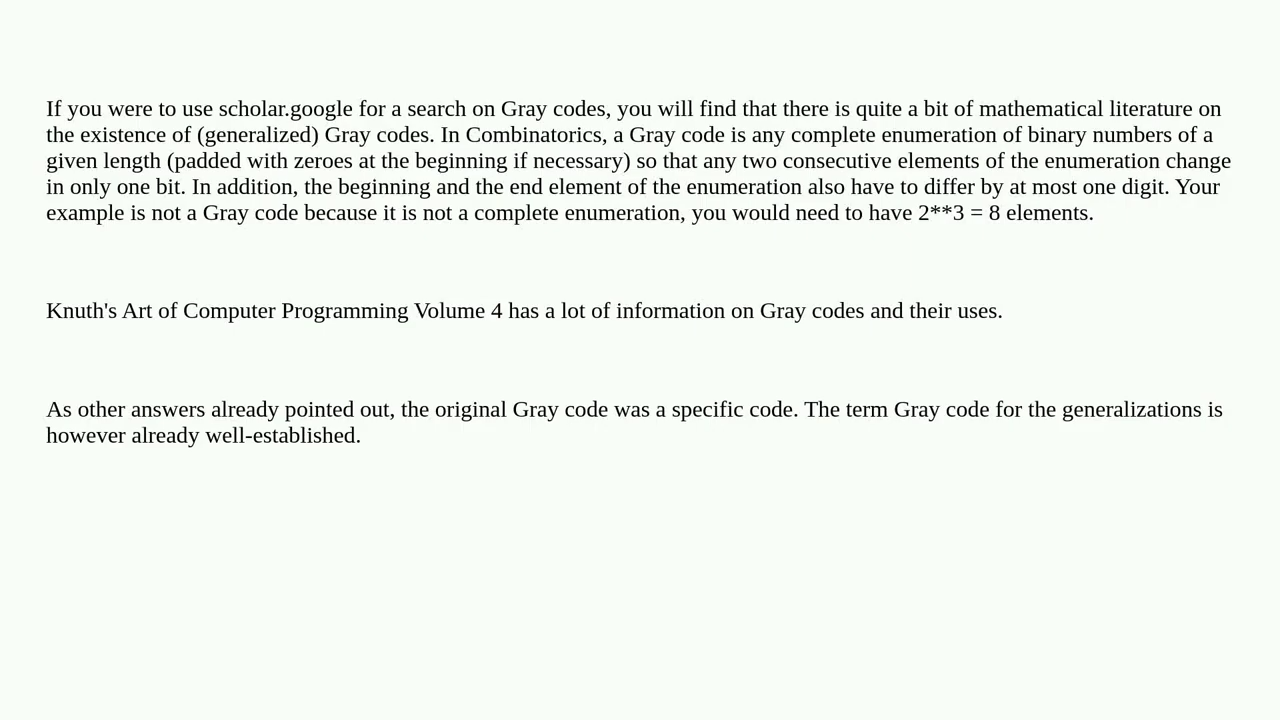 If you were to use scholar.google for a search on Gray codes, you will find that there is quite a bit of mathematical literature on
the existence of (generalized) Gray codes. In Combinatorics, a Gray code is any complete enumeration of binary numbers of a
given length (padded with zeroes at the beginning if necessary) so that any two consecutive elements of the enumeration change
in only one bit. In addition, the beginning and the end element of the enumeration also have to differ by at most one digit. Your
example is not a Gray code because it is not a complete enumeration, you would need to have 2**3 = 8 elements.
Knuth's Art of Computer Programming Volume 4 has a lot of information on Gray codes and their uses.
As other answers already pointed out, the original Gray code was a specific code. The term Gray code for the generalizations is
however already well-established.